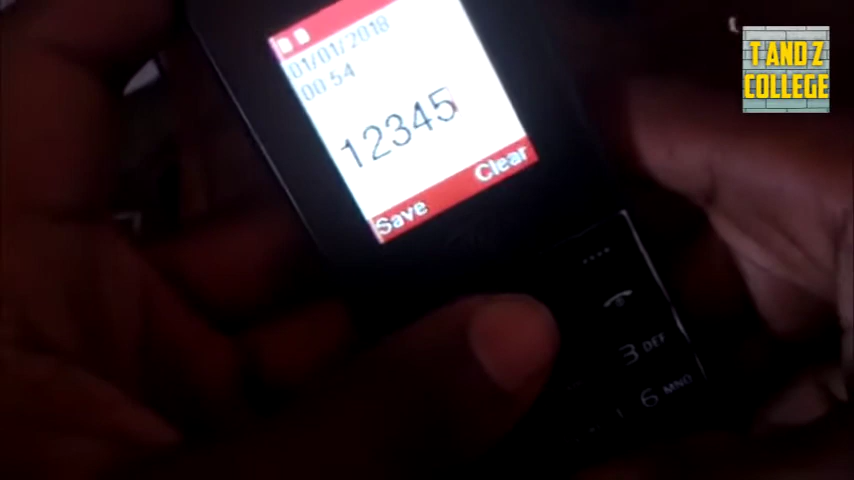 T AND Z
COLLEGE
01/01/2018
00:54
12345
Save
Clear
3 DEF
6 MNO